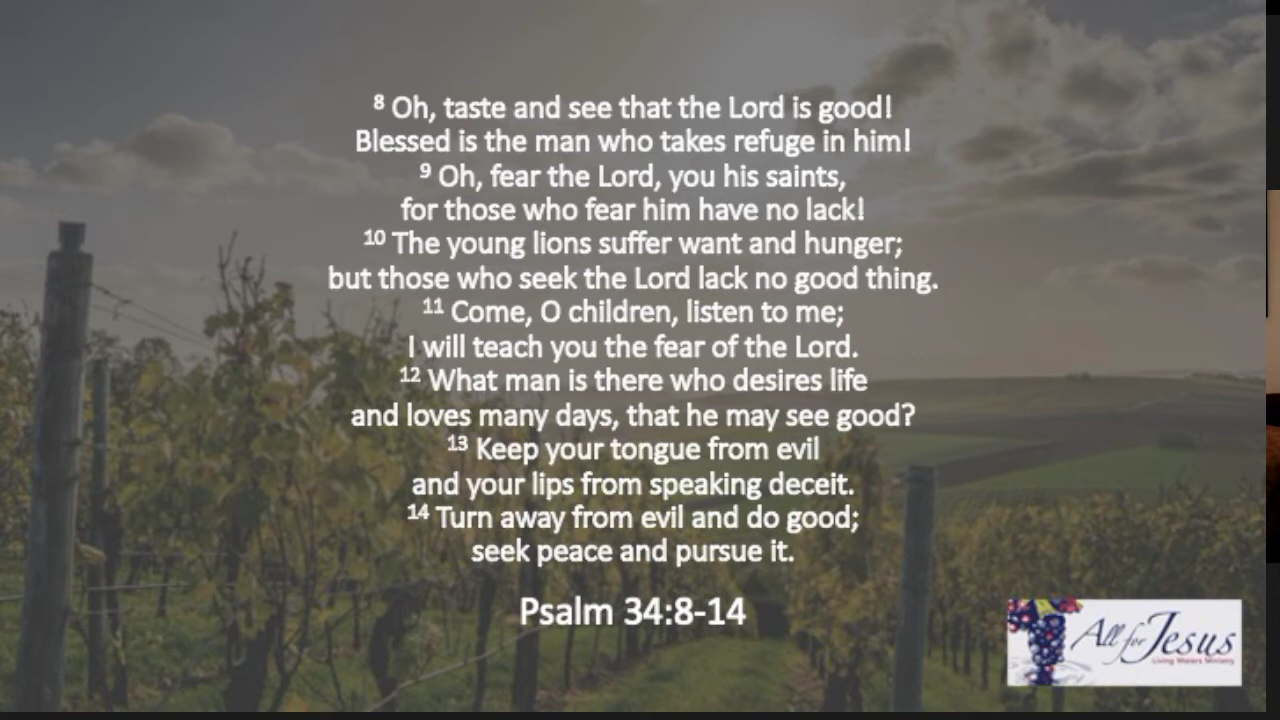 ⁸ Oh, taste and see that the Lord is good!
Blessed is the man who takes refuge in him!
⁹ Oh, fear the Lord, you his saints,
for those who fear him have no lack!
¹⁰ The young lions suffer want and hunger;
but those who seek the Lord lack no good thing.
¹¹ Come, O children, listen to me;
I will teach you the fear of the Lord.
¹² What man is there who desires life
and loves many days, that he may see good?
¹³ Keep your tongue from evil
and your lips from speaking deceit.
¹⁴ Turn away from evil and do good;
seek peace and pursue it.
Psalm 34:8-14
All for Jesus
Living Waters Ministry